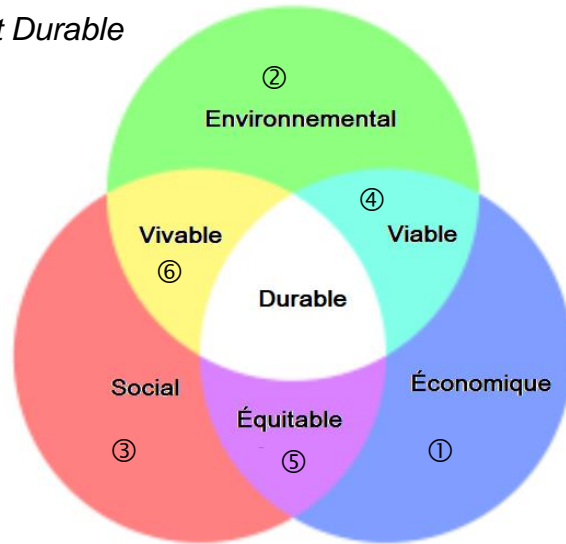 t Durable
②
Environnemental
④
Vivable
Viable
⑥
Durable
Social
Économique
Équitable
③
⑤
①